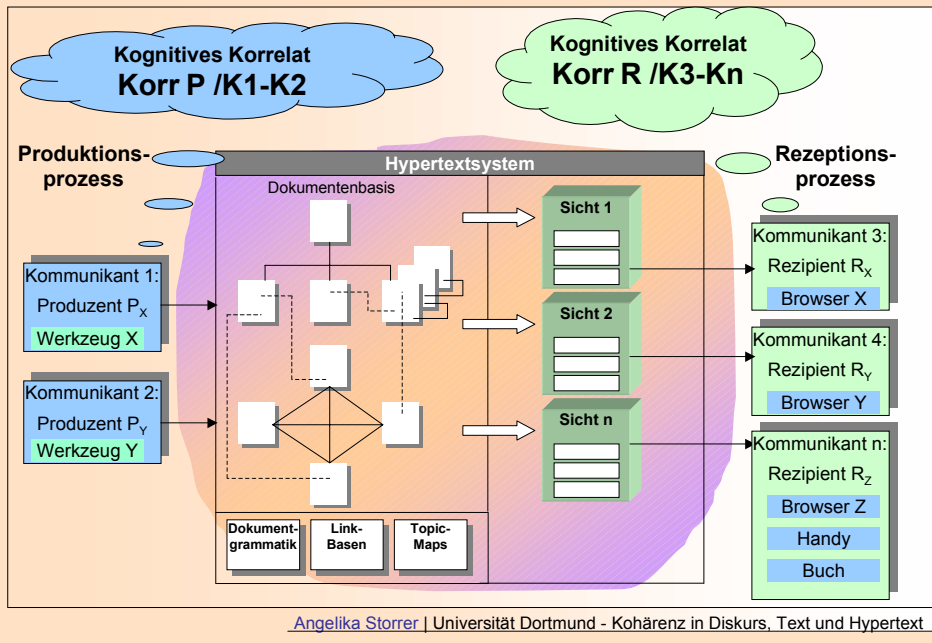 Kognitives Korrelat
Korr P /K1-K2
Kognitives Korrelat
Korr R /K3-Kn
Produktions-
prozess
Rezeptions-
prozess
Hypertextsystem
Dokumentenbasis
Kommunikant 1:
Produzent PX
Werkzeug X
Kommunikant 2:
Produzent PY
Werkzeug Y
Sicht 1
Sicht 2
Sicht n
Kommunikant 3:
Rezipient RX
Browser X
Kommunikant 4:
Rezipient RY
Browser Y
Kommunikant n:
Rezipient RZ
Browser Z
Handy
Buch
Dokument-
grammatik
Link-
Basen
Topic-
Maps
Angelika Storrer | Universität Dortmund - Kohärenz in Diskurs, Text und Hypertext